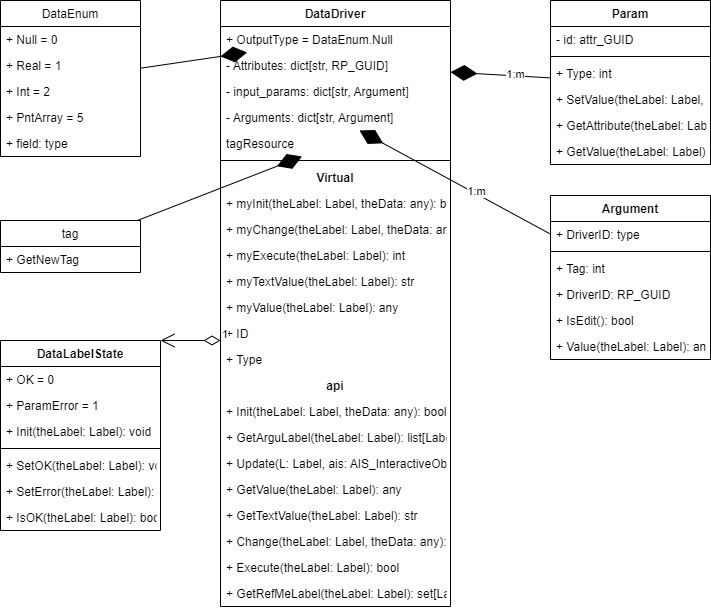 DataEnum
+ Null = 0
+ Real = 1
+ Int = 2
+ PntArray = 5
+ field: type
tag
+ GetNewTag
DataLabelState
+ OK = 0
+ ParamError = 1
+ Init(theLabel: Label): void
+ SetOK(theLabel: Label): vo
+ SetError(theLabel: Label):
+ IsOK(theLabel: Label): boo
DataDriver
+ OutputType = DataEnum.Null
- Attributes: dict[str, RP_GUID]
- input_params: dict[str, Argument]
- Arguments: dict[str, Argument]
tagResource
Virtual
+ myInit(theLabel: Label, theData: any): b
+ myChange(theLabel: Label, theData: an
+ myExecute(theLabel: Label): int
+ myTextValue(theLabel: Label): str
+ myValue(theLabel: Label): any
1
+ ID
+ Type
api
+ Init(theLabel: Label, theData: any): bool
+ GetArguLabel(theLabel: Label): list[Labe
+ Update(L: Label, ais: AIS_InteractiveOb
+ GetValue(theLabel: Label): any
+ GetTextValue(theLabel: Label): str
+ Change(theLabel: Label, theData: any):
+ Execute(theLabel: Label): bool
+ GetRefMeLabel(theLabel: Label): set[La
1:m
1:m
Param
- id: attr_GUID
+ Type: int
+ SetValue(theLabel: Label,
+ GetAttribute(theLabel: Lab
+ GetValue(theLabel: Label)
Argument
+ DriverID: type
+ Tag: int
+ DriverID: RP_GUID
+ IsEdit(): bool
+ Value(theLabel: Label): an